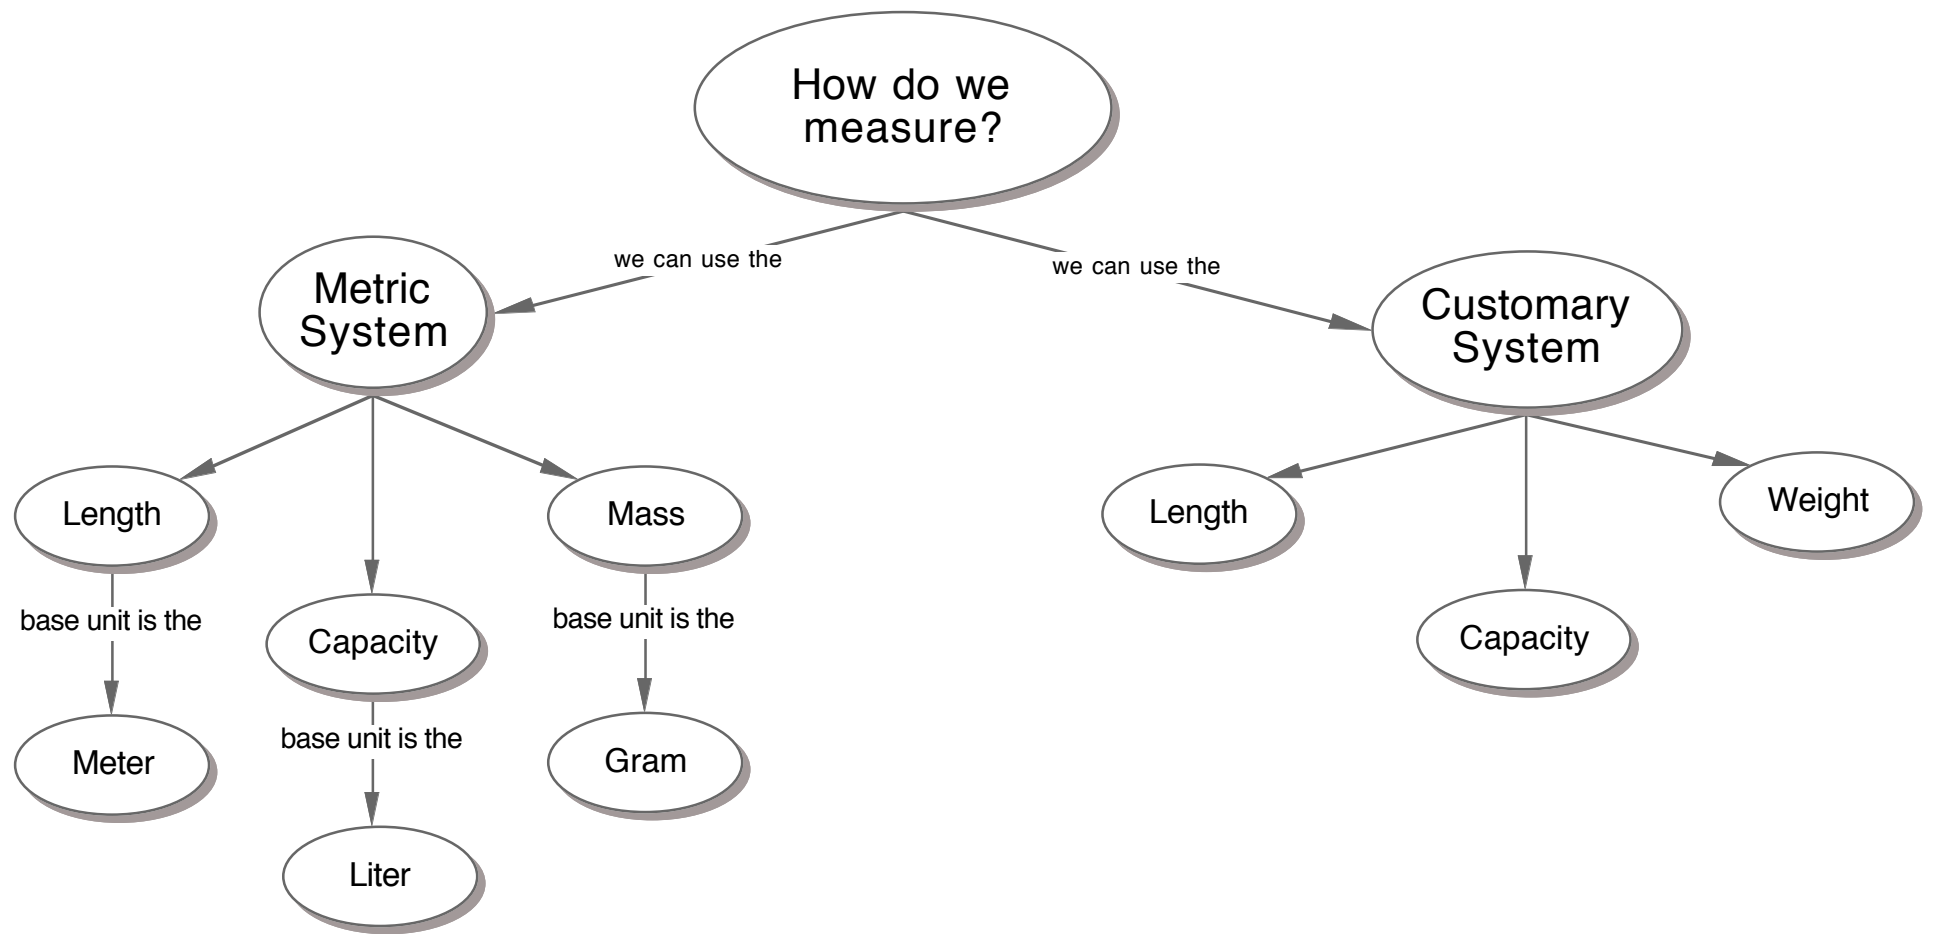 How do we
measure?
we can use the
we can use the
Metric
System
Customary
System
Length
Mass
Length
Weight
base unit is the
Capacity
base unit is the
Capacity
Meter
base unit is the
Gram
Liter